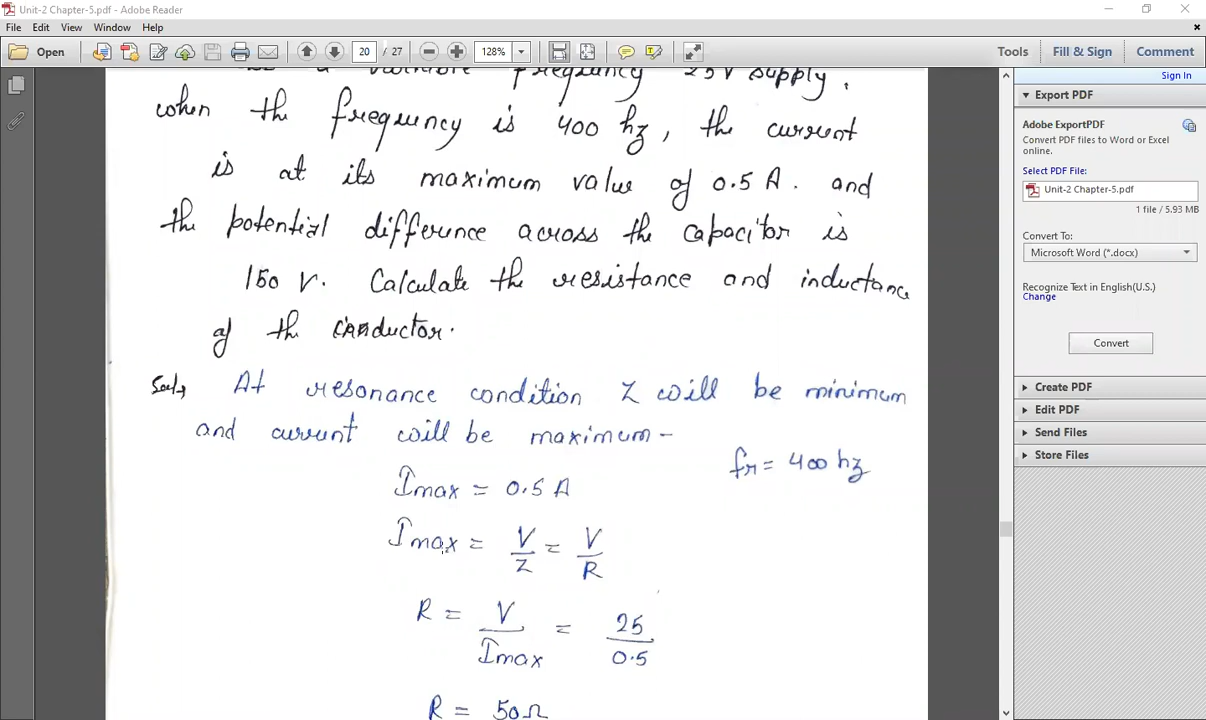 Unit-2 Chapter-5.pdf - Adobe Reader
File Edit View Window Help
Open 20 / 27 128% Tools Fill & Sign Comment
Sign In
Export PDF
Adobe ExportPDF
Convert PDF files to Word or Excel
online.
Select PDF File:
Unit-2 Chapter-5.pdf
1 file / 5.93 MB
Convert To:
Microsoft Word (*.docx)
Recognize Text in English(U.S.)
Change
Convert
Create PDF
Edit PDF
Send Files
Store Files
a variable frequency 25V supply.
when the frequency is 400 hz, the current
is at its maximum value of 0.5 A. and
the potential difference across the capacitor is
150 V. Calculate the resistance and inductance
of the conductor.
At resonance condition Z will be minimum
and current will be maximum -
fr = 400 hz
Imax = 0.5 A
Imax = V/Z = V/R
R = V/Imax = 25/0.5
R = 50Ω